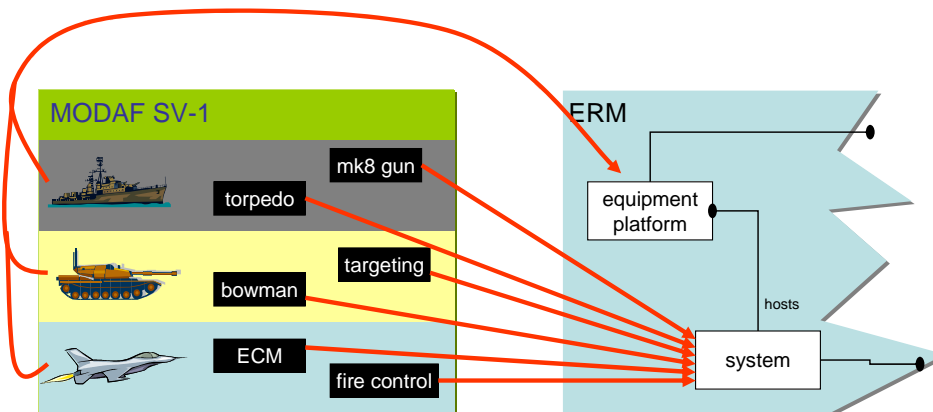 MODAF SV-1
ERM
mk8 gun
torpedo
equipment
platform
targeting
bowman
hosts
ECM
system
fire control